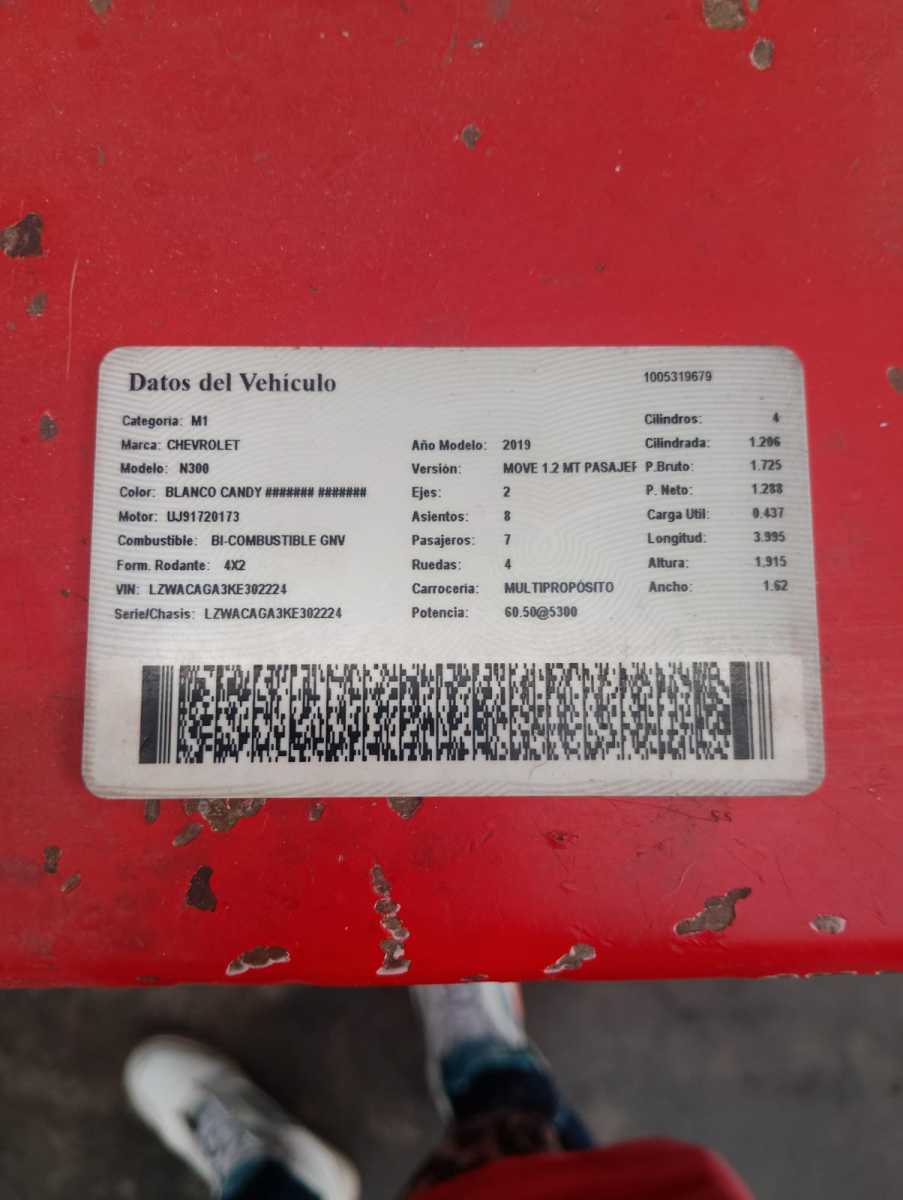 Datos del Vehículo 1005319679
Categoría: M1 Cilindros: 4
Marca: CHEVROLET Año Modelo: 2019 Cilindrada: 1.206
Modelo: N300 Versión: MOVE 1.2 MT PASAJER P.Bruto: 1.725
Color: BLANCO CANDY ####### ####### Ejes: 2 P. Neto: 1.288
Motor: UJ91720173 Asientos: 8 Carga Util: 0.437
Combustible: BI-COMBUSTIBLE GNV Pasajeros: 7 Longitud: 3.995
Form. Rodante: 4X2 Ruedas: 4 Altura: 1.915
VIN: LZWACAGA3KE302224 Carrocería: MULTIPROPÓSITO Ancho: 1.62
Serie/Chasis: LZWACAGA3KE302224 Potencia: 60.50@5300